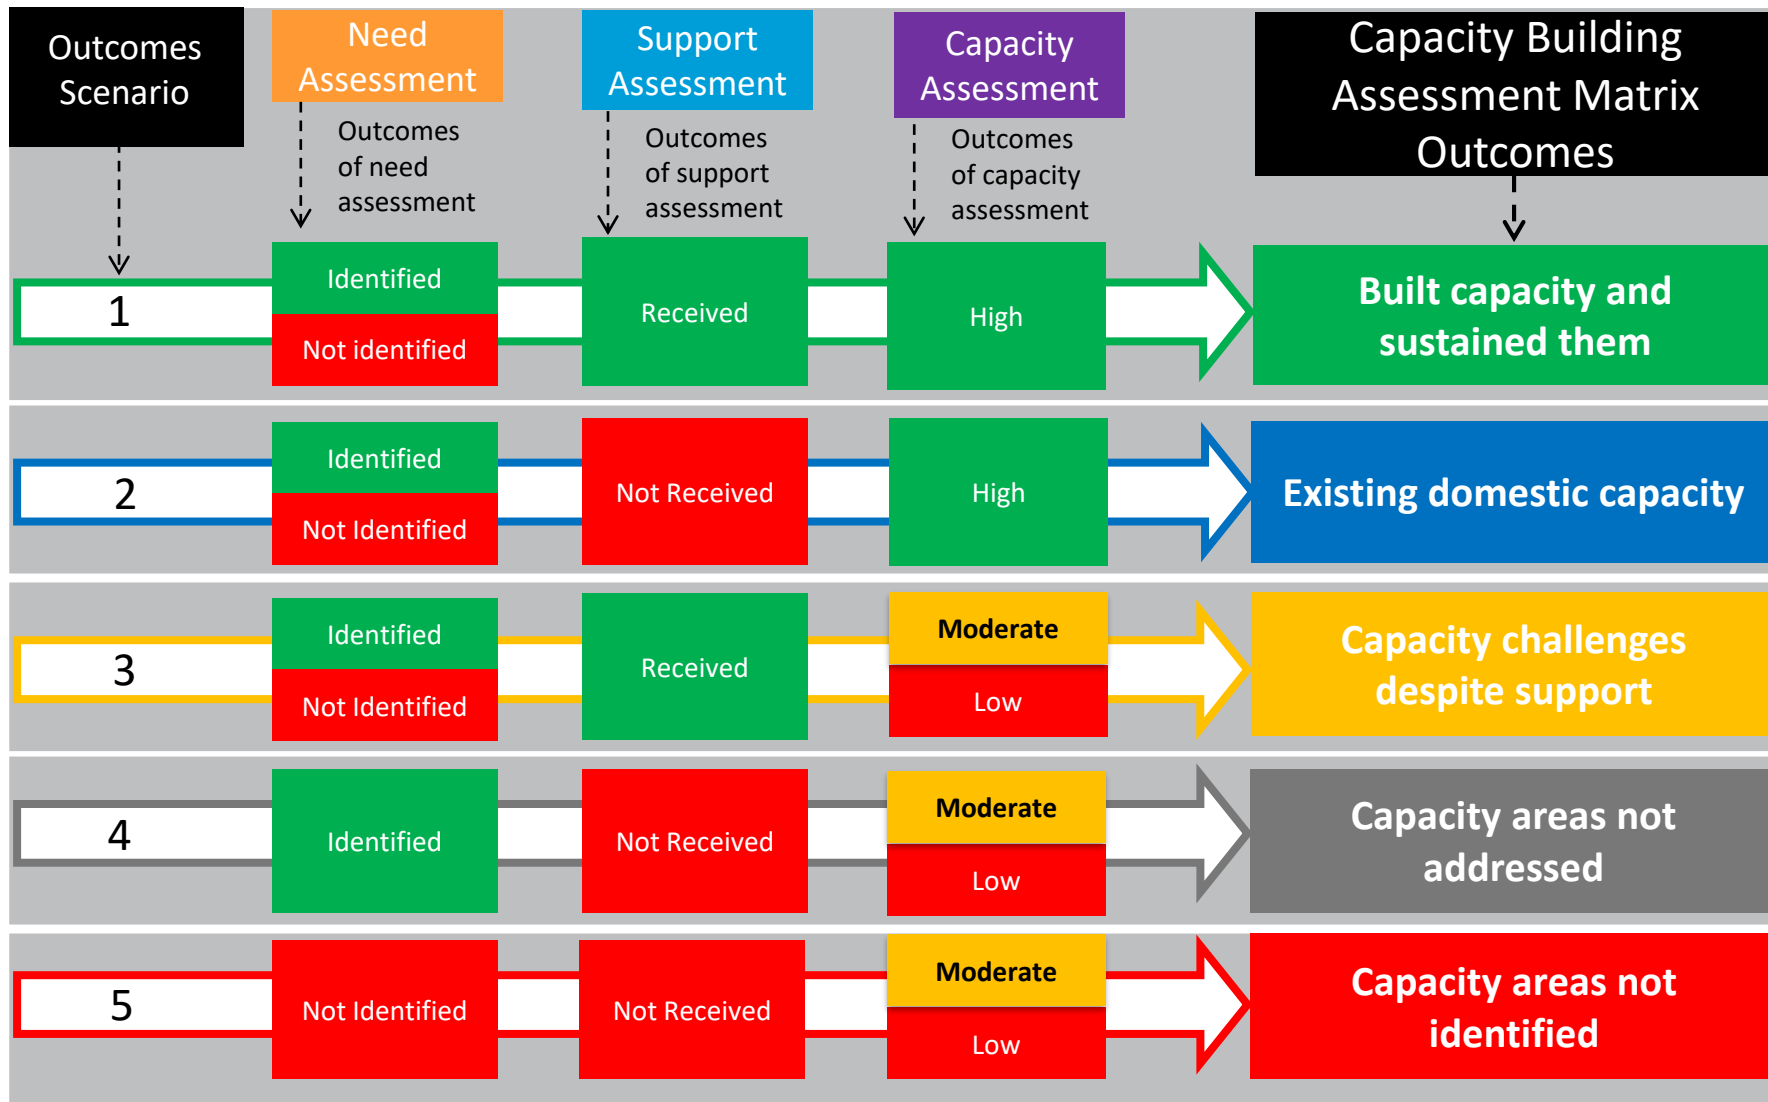 Outcomes
Scenario
Need
Assessment
Support
Assessment
Capacity
Assessment
Capacity Building
Assessment Matrix
Outcomes
Outcomes
of need
assessment
Outcomes
of support
assessment
Outcomes
of capacity
assessment
1
Identified
Not identified
Received
High
Built capacity and
sustained them
2
Identified
Not Identified
Not Received
High
Existing domestic capacity
3
Identified
Not Identified
Received
Moderate
Low
Capacity challenges
despite support
4
Identified
Not Received
Moderate
Low
Capacity areas not
addressed
5
Not Identified
Not Received
Moderate
Low
Capacity areas not
identified